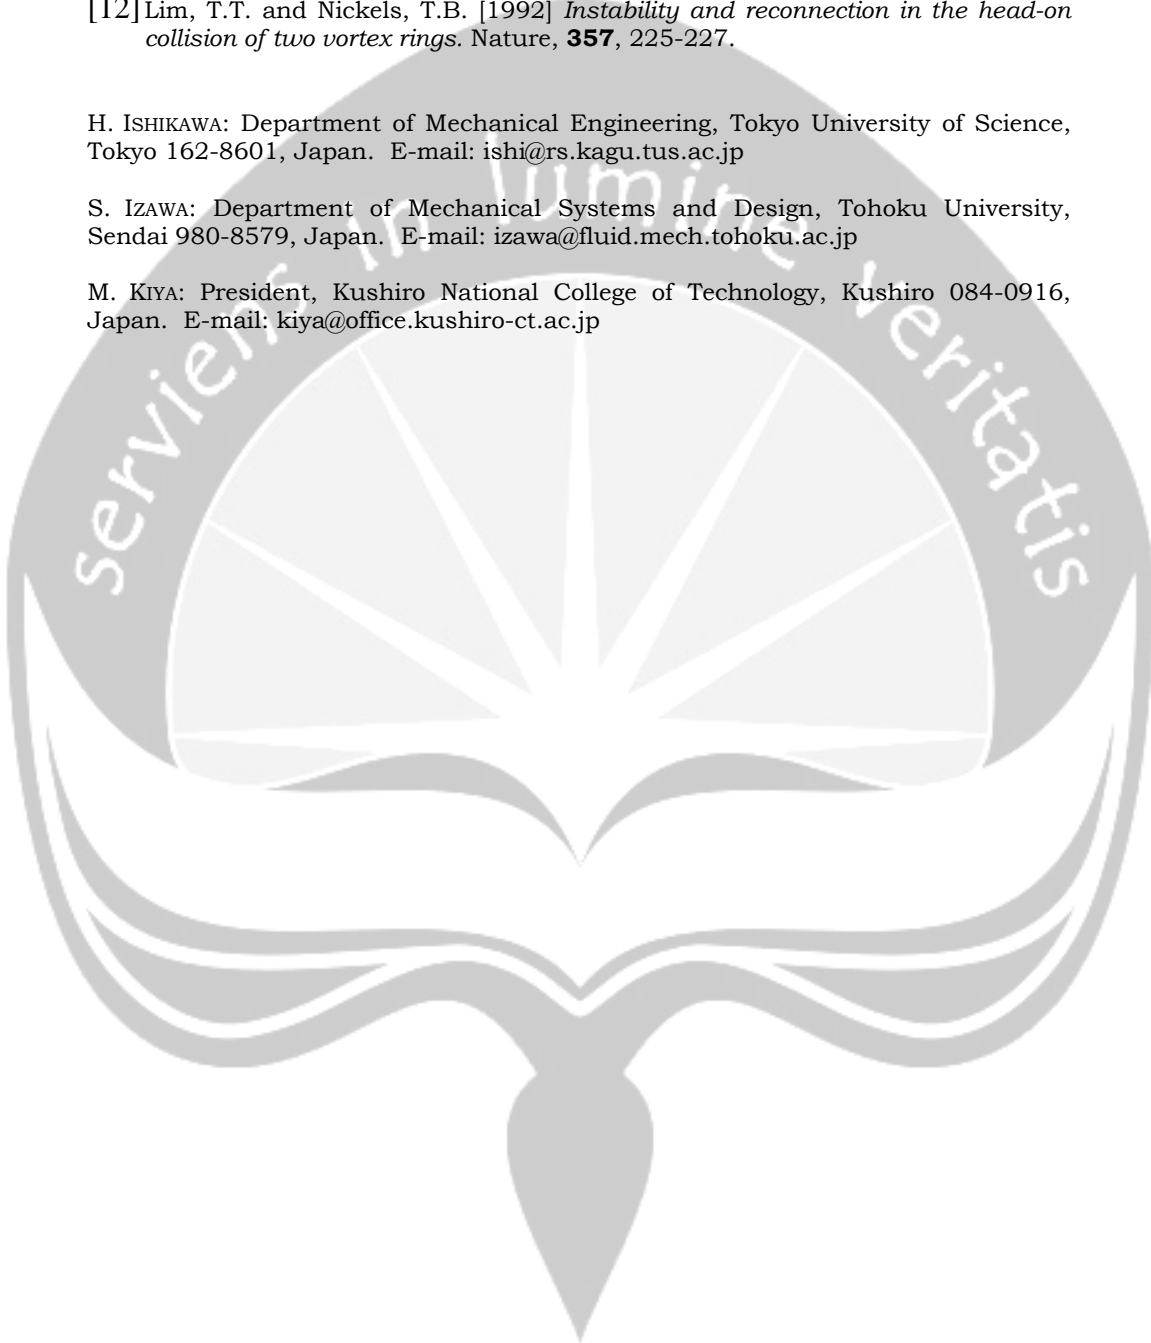 [12] Lim, T.T. and Nickels, T.B. [1992] Instability and reconnection in the head-on
collision of two vortex rings. Nature, 357, 225-227.
H. ISHIKAWA: Department of Mechanical Engineering, Tokyo University of Science,
Tokyo 162-8601, Japan. E-mail: ishi@rs.kagu.tus.ac.jp
S. IZAWA: Department of Mechanical Systems and Design, Tohoku University,
Sendai 980-8579, Japan. E-mail: izawa@fluid.mech.tohoku.ac.jp
M. KIYA: President, Kushiro National College of Technology, Kushiro 084-0916,
Japan. E-mail: kiya@office.kushiro-ct.ac.jp
serviens in lumine veritatis